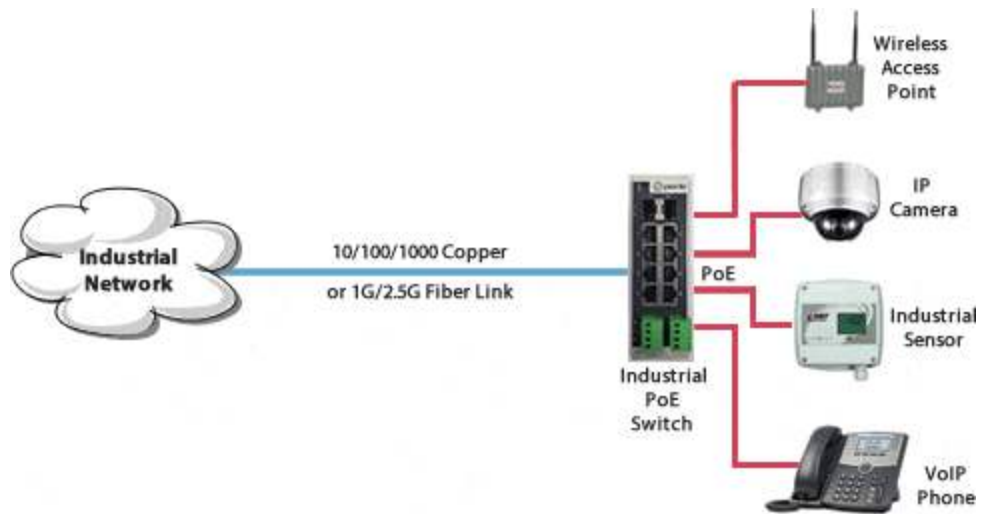 Wireless
Access
Point
IP
Camera
Industrial
Network
10/100/1000 Copper
or 1G/2.5G Fiber Link
PoE
Industrial
Sensor
Industrial
PoE
Switch
VoIP
Phone